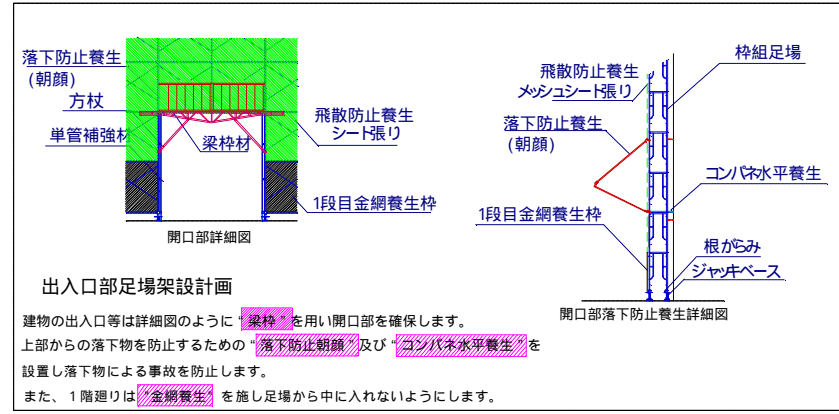 落下防止養生
(朝顔)
方杖
単管補強材
梁枠材
飛散防止養生
シート張り
1段目金網養生枠
開口部詳細図
飛散防止養生
メッシュシート張り
落下防止養生
(朝顔)
1段目金網養生枠
枠組足場
コンパネ水平養生
根がらみ
ジャッキベース
開口部落下防止養生詳細図
出入口部足場架設計画
建物の出入口等は詳細図のように“梁枠”を用い開口部を確保します。
上部からの落下物を防止するための“落下防止朝顔”及び“コンパネ水平養生”を
設置し落下物による事故を防止します。
また、1階廻りは“金網養生”を施し足場から中に入れないようにします。